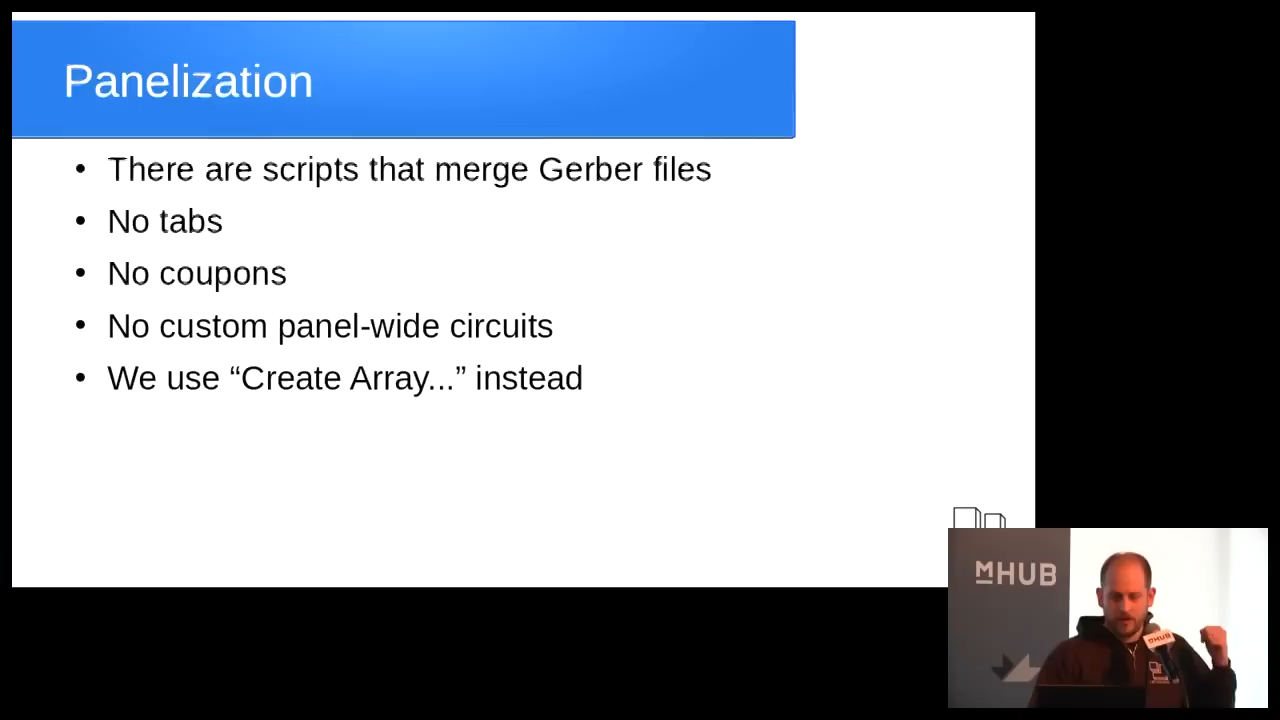 Panelization
• There are scripts that merge Gerber files
• No tabs
• No coupons
• No custom panel-wide circuits
• We use “Create Array...” instead
MHUB
MHUB